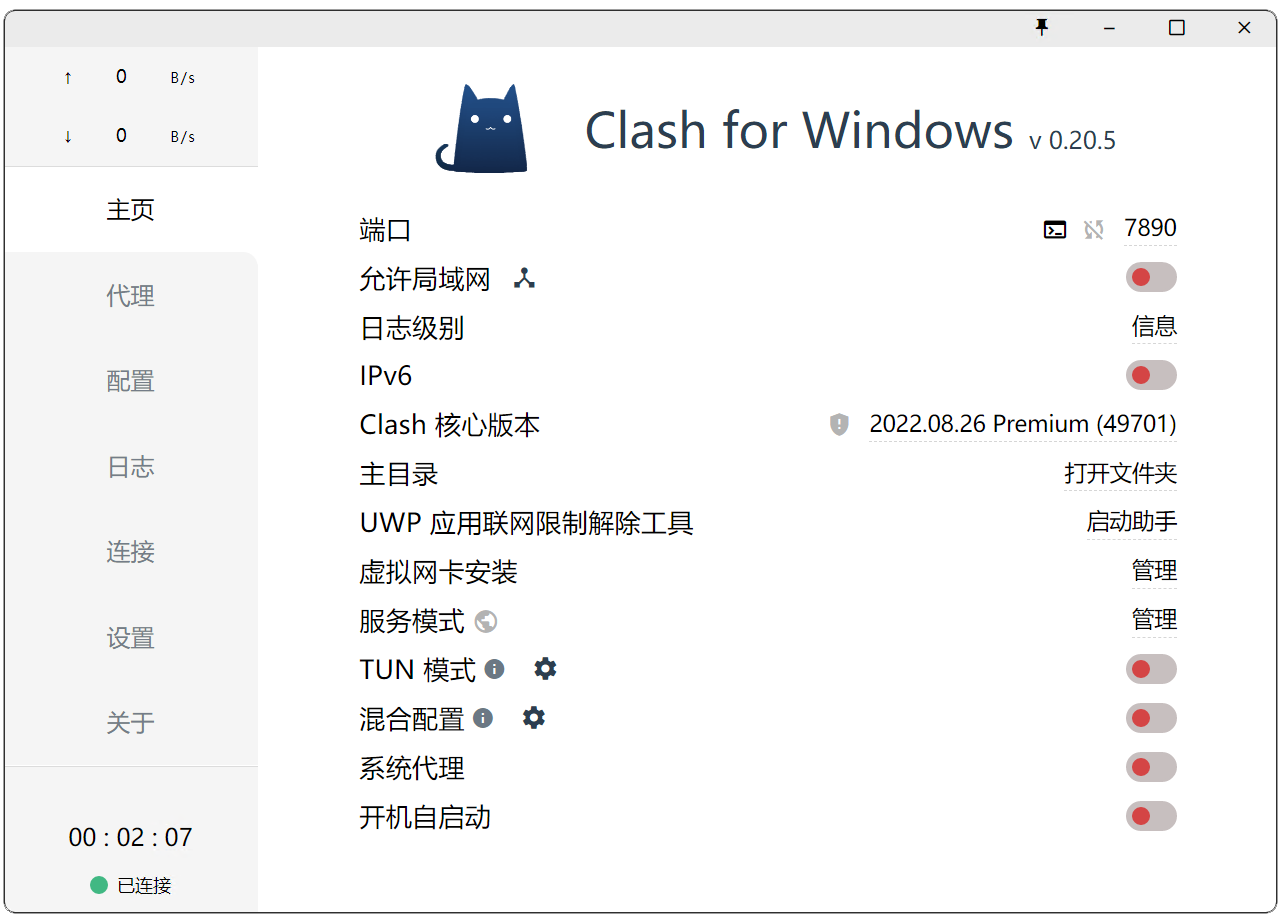 ↑ 0 B/s
↓ 0 B/s
主页
代理
配置
日志
连接
设置
关于
00 : 02 : 07
已连接
Clash for Windows v 0.20.5
端口 7890
允许局域网
日志级别 信息
IPv6
Clash 核心版本 2022.08.26 Premium (49701)
主目录 打开文件夹
UWP 应用联网限制解除工具 启动助手
虚拟网卡安装 管理
服务模式 管理
TUN 模式
混合配置
系统代理
开机自启动